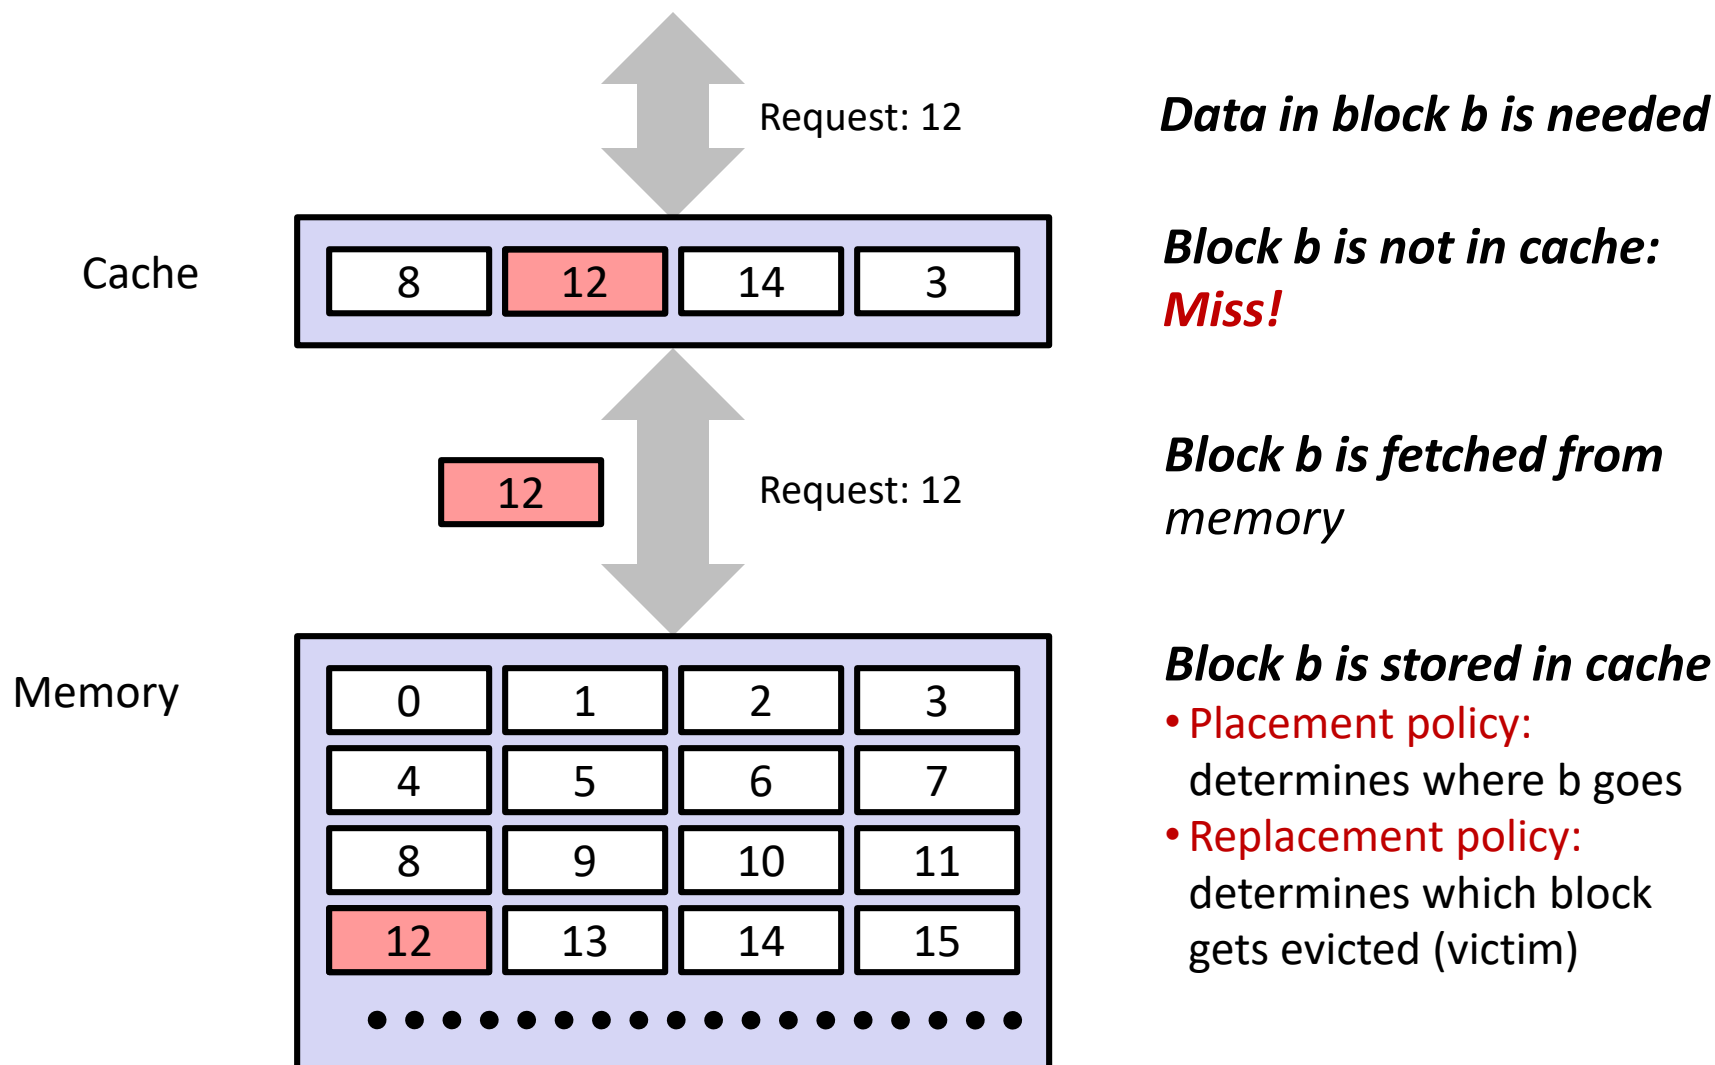 Request: 12
Data in block b is needed
Cache
8 12 14 3
Block b is not in cache:
Miss!
12
Request: 12
Block b is fetched from
memory
Memory
0 1 2 3
4 5 6 7
8 9 10 11
12 13 14 15
Block b is stored in cache
• Placement policy:
determines where b goes
• Replacement policy:
determines which block
gets evicted (victim)